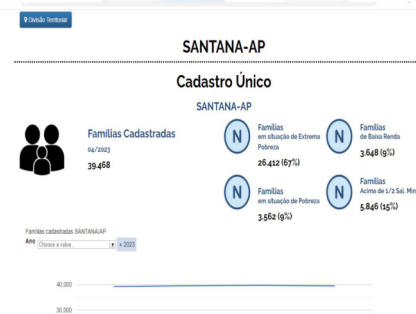 Divisão Territorial
SANTANA-AP
Cadastro Único
SANTANA-AP
Famílias Cadastradas
04/2023
39.468
N
Famílias
em situação de Extrema
Pobreza
26.412 (67%)
N
Famílias
de Baixa Renda
3.648 (9%)
N
Famílias
em situação de Pobreza
3.562 (9%)
N
Famílias
Acima de 1/2 Sal. Min
5.846 (15%)
Famílias cadastradas SANTANA/AP
Ano Choose a value.. × 2023
40,000
30,000